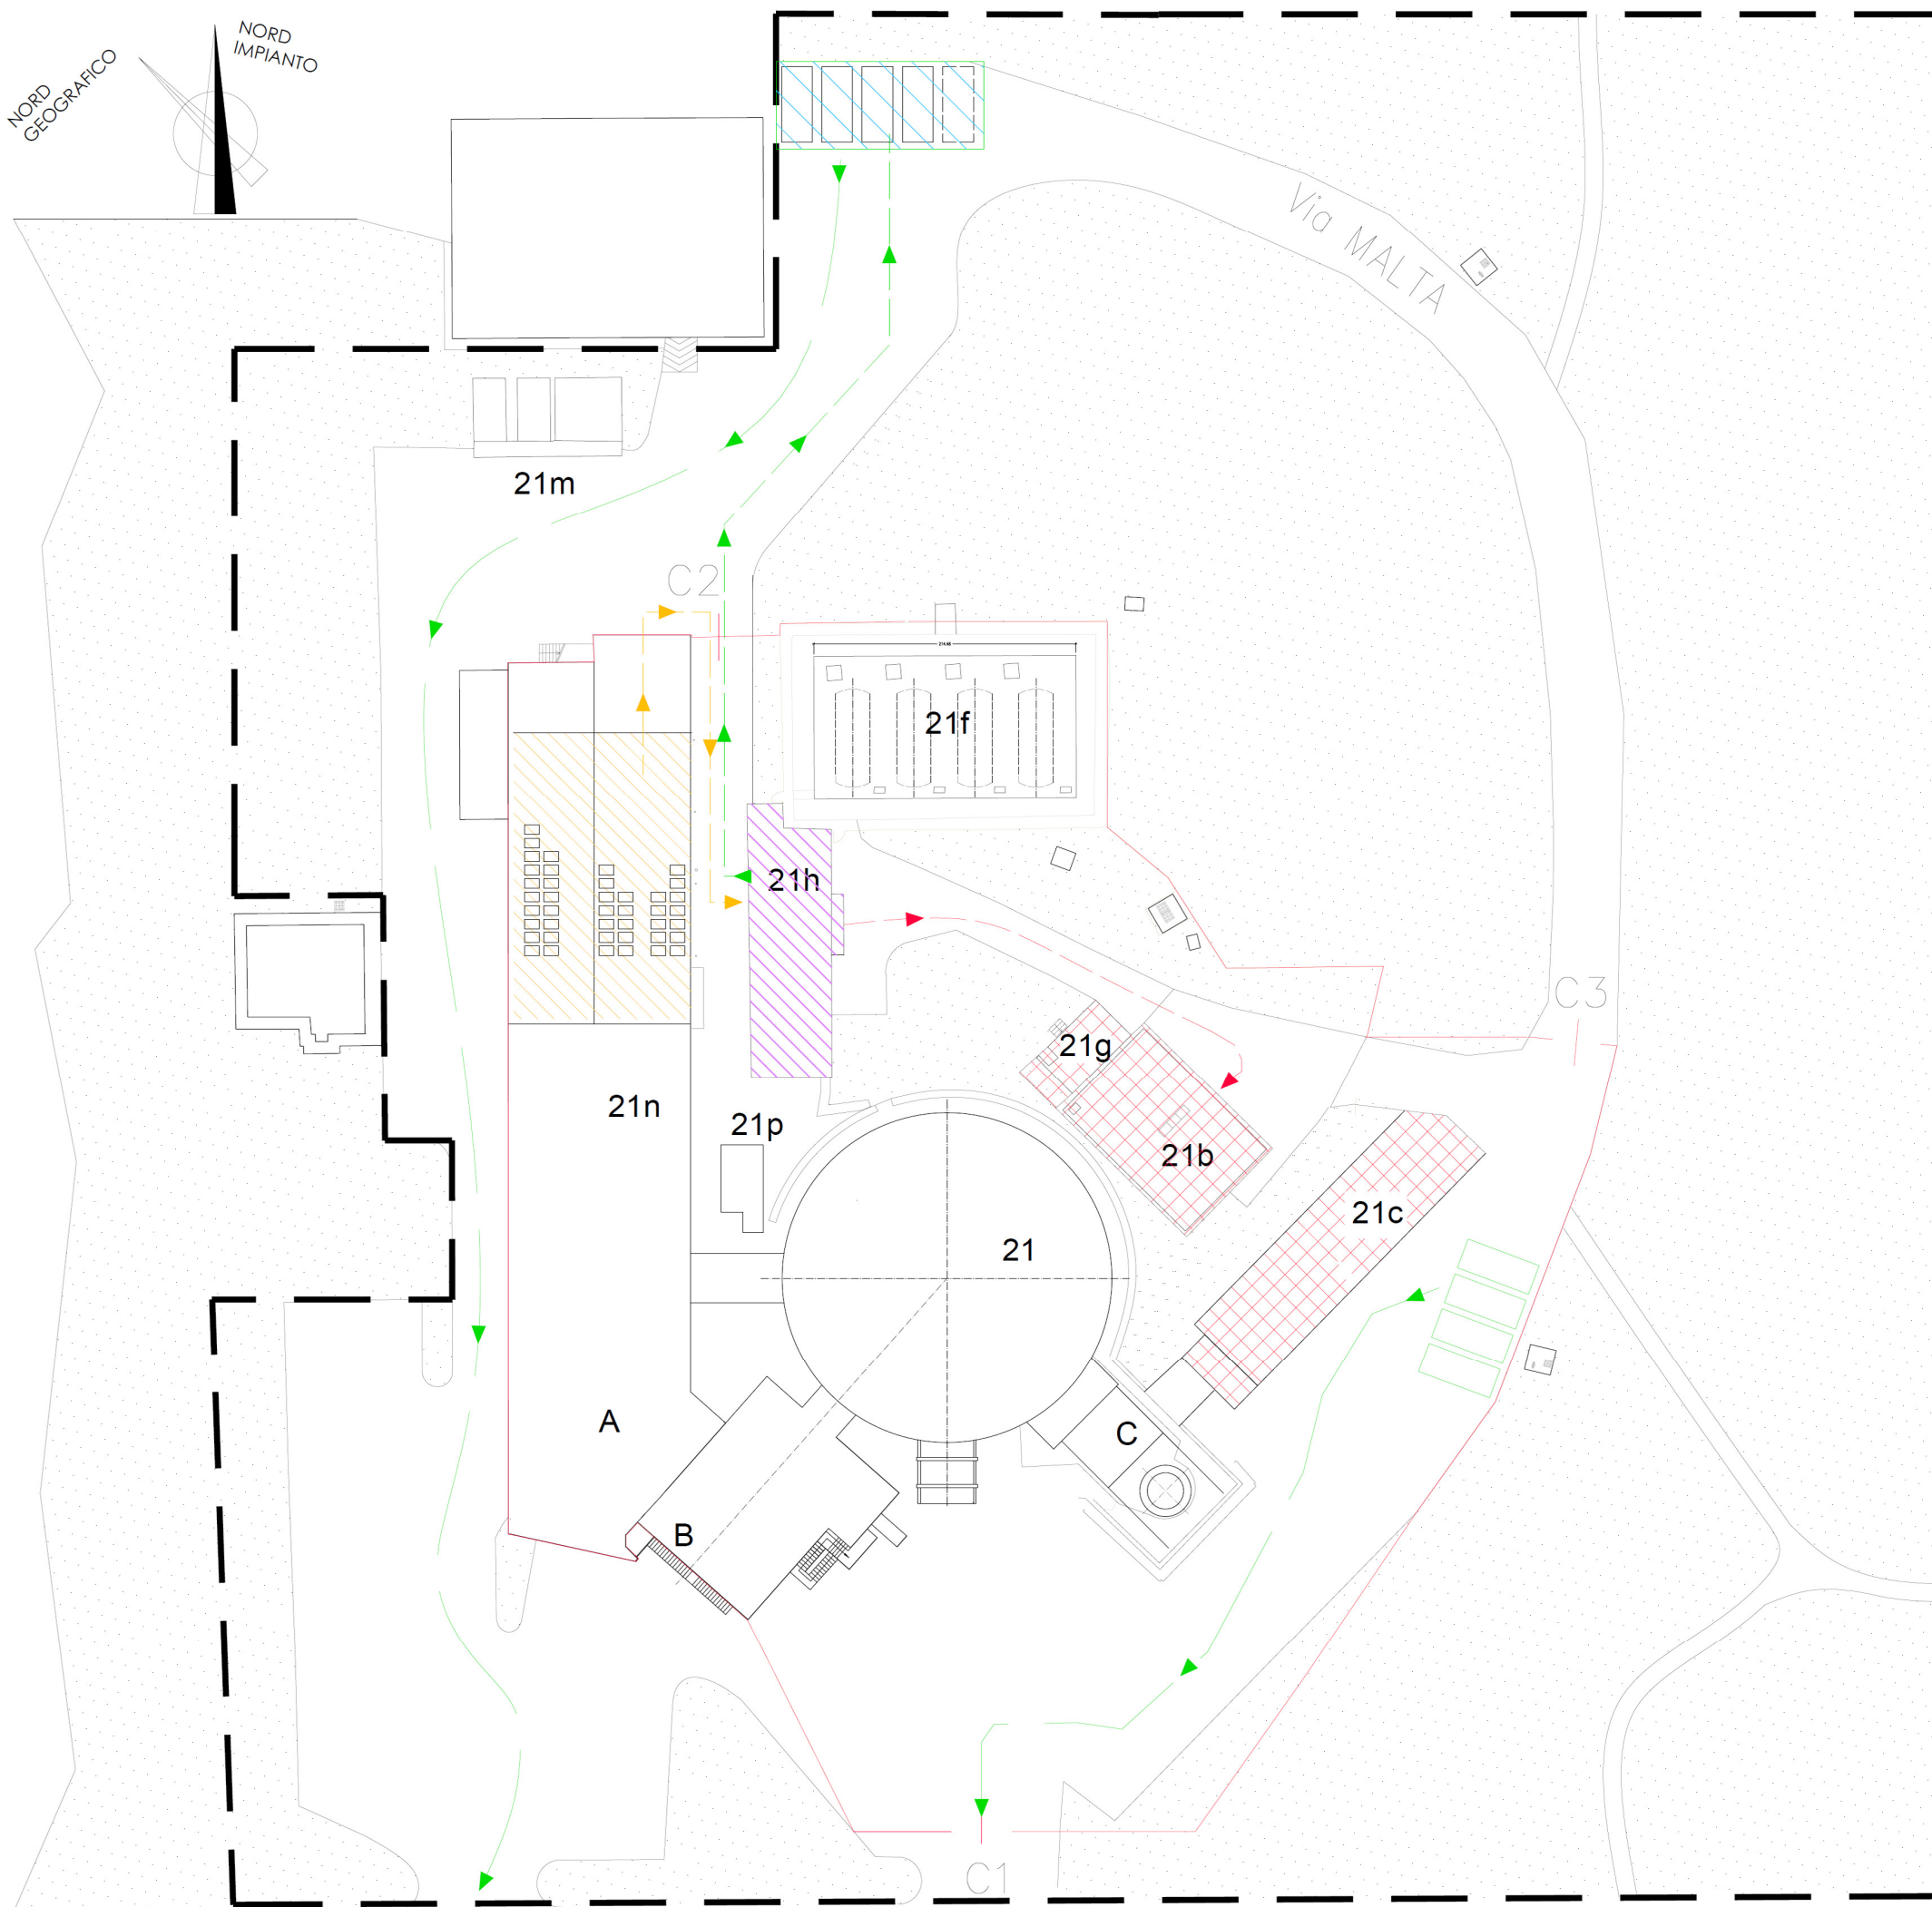 NORD
IMPIANTO
NORD
GEOGRAFICO
Via MALTA
21m
C2
21f
21h
C3
21g
21n
21p
21b
21c
21
A
C
B
C1